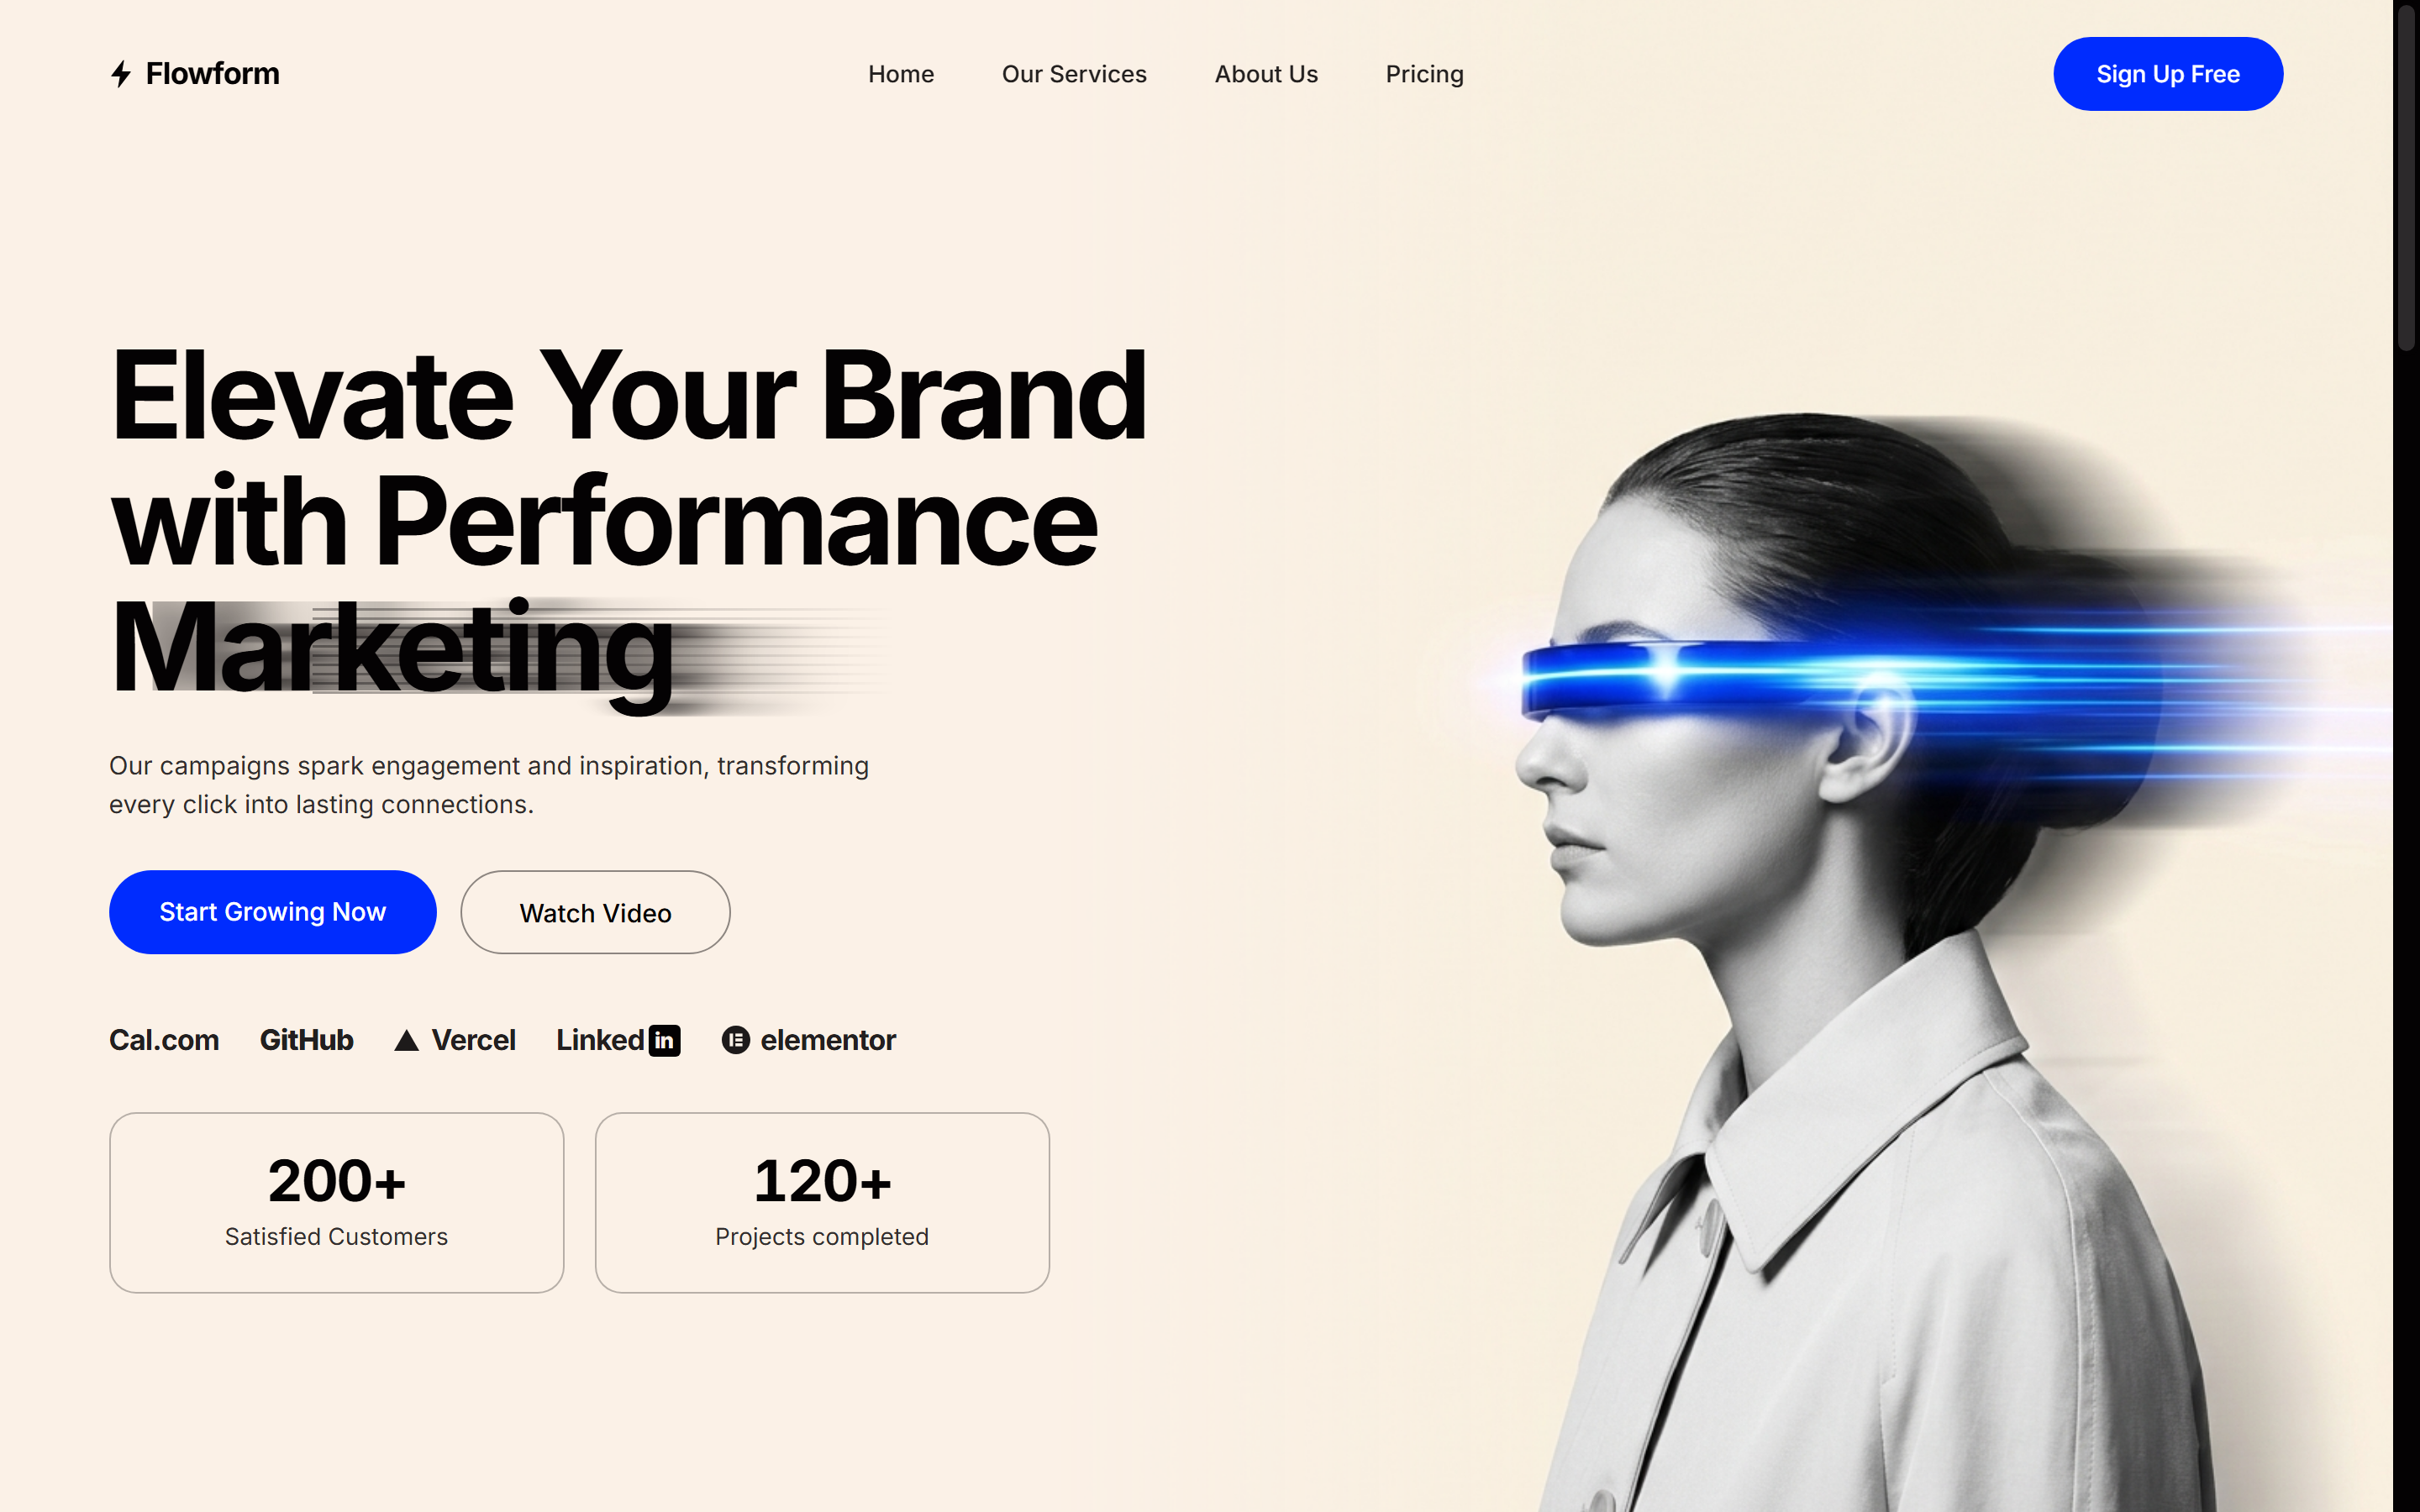 Flowform
Home
Our Services
About Us
Pricing
Sign Up Free
Elevate Your Brand
with Performance
Marketing
Our campaigns spark engagement and inspiration, transforming
every click into lasting connections.
Start Growing Now
Watch Video
Cal.com
GitHub
Vercel
Linkedin
elementor
200+
Satisfied Customers
120+
Projects completed